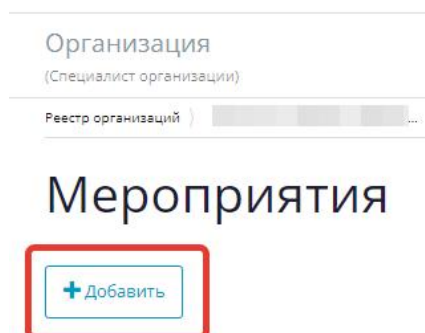 Организация
(Специалист организации)
Реестр организаций ...
Мероприятия
+ Добавить